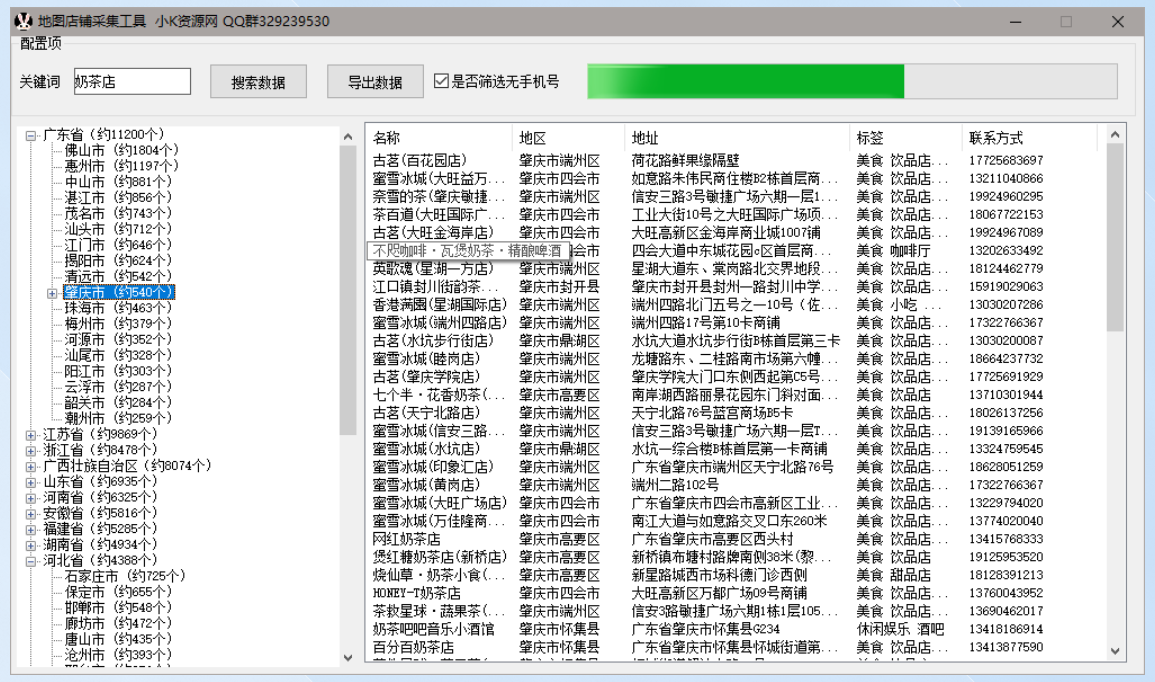 地图店铺采集工具 小K资源网 QQ群329239530
配置项
关键词 奶茶店 搜索数据 导出数据 是否筛选无手机号
广东省 (约11200个)
佛山市 (约1804个)
惠州市 (约1197个)
中山市 (约881个)
湛江市 (约856个)
茂名市 (约743个)
汕头市 (约712个)
江门市 (约646个)
揭阳市 (约624个)
清远市 (约542个)
肇庆市 (约540个)
珠海市 (约463个)
梅州市 (约379个)
河源市 (约352个)
汕尾市 (约328个)
阳江市 (约303个)
云浮市 (约287个)
韶关市 (约284个)
潮州市 (约259个)
江苏省 (约9869个)
浙江省 (约8478个)
广西壮族自治区 (约8074个)
山东省 (约6935个)
河南省 (约6325个)
安徽省 (约5816个)
福建省 (约5285个)
湖南省 (约4934个)
河北省 (约4388个)
石家庄市 (约725个)
保定市 (约655个)
邯郸市 (约548个)
廊坊市 (约472个)
唐山市 (约435个)
沧州市 (约393个)
名称 地区 地址 标签 联系方式
古茗(百花园店) 肇庆市端州区 荷花路鲜果缘隔壁 美食 饮品店... 17725683697
蜜雪冰城(大旺益万... 肇庆市四会市 如意路朱伟民商住楼B2栋首层商... 美食 饮品店... 13211040866
奈雪的茶(肇庆敏捷... 肇庆市端州区 信安三路3号敏捷广场六期一层1... 美食 饮品店... 19924960295
茶百道(大旺国际广... 肇庆市四会市 工业大街10号之大旺国际广场项... 美食 饮品店... 18067722153
古茗(大旺金海岸店) 肇庆市四会市 大旺高新区金海岸商业城1007铺 美食 饮品店... 19924967089
不咫咖啡·瓦煲奶茶·精酿啤酒 会市 四会大道中东城花园c区首层商... 美食 咖啡厅 13202633492
英歌魂(星湖一方店) 肇庆市端州区 星湖大道东、棠岗路北交界地段... 美食 饮品店... 18124462779
江口镇封川街韵茶... 肇庆市封开县 肇庆市封开县封州一路封川中学... 美食 饮品店... 15919029063
香港满圍(星湖国际店) 肇庆市端州区 端州四路北门五号之一10号 (佐... 美食 小吃 ... 13030207286
蜜雪冰城(端州四路店) 肇庆市端州区 端州四路17号第10卡商铺 美食 饮品店... 17322766367
古茗(水坑步行街店) 肇庆市鼎湖区 水坑大道水坑步行街B栋首层第三卡 美食 饮品店... 13030200087
蜜雪冰城(睦岗店) 肇庆市端州区 龙塘路东、二桂路南市场第六幢... 美食 饮品店... 18664237732
古茗(肇庆学院店) 肇庆市端州区 肇庆学院大门口东侧西起第C5号... 美食 饮品店... 17725691929
七个半·花香奶茶(... 肇庆市高要区 南岸湖西路丽景花园东门斜对面... 美食 饮品店... 13710301944
古茗(天宁北路店) 肇庆市端州区 天宁北路76号蓝宫商场B5卡 美食 饮品店... 18026137256
蜜雪冰城(信安三路... 肇庆市端州区 信安三路3号敏捷广场六期一层T... 美食 饮品店... 19139165966
蜜雪冰城(水坑店) 肇庆市鼎湖区 水坑一综合楼B栋首层第一卡商铺 美食 饮品店... 13324759545
蜜雪冰城(印象汇店) 肇庆市端州区 广东省肇庆市端州区天宁北路76号 美食 饮品店... 18628051259
蜜雪冰城(黄岗店) 肇庆市端州区 端州二路102号 美食 饮品店... 17322766367
蜜雪冰城(大旺广场店) 肇庆市四会市 广东省肇庆市四会市高新区工业... 美食 饮品店... 13229794020
蜜雪冰城(万佳隆商... 肇庆市四会市 南江大道与如意路交叉口东260米 美食 饮品店... 13774020040
网红奶茶店 肇庆市高要区 广东省肇庆市高要区西头村 美食 饮品店 13415768333
煲红糖奶茶店(新桥店) 肇庆市高要区 新桥镇布塘村路牌南侧38米(黎... 美食 饮品店 19125953520
烧仙草·奶茶小食(... 肇庆市高要区 新星路城西市场科德门诊西侧 美食 甜品店 18128391213
HONEY-T奶茶店 肇庆市四会市 大旺高新区万都广场09号商铺 美食 饮品店... 13760043952
茶救星球·蔬果茶(... 肇庆市端州区 信安3路敏捷广场六期1栋1层105... 美食 饮品店... 13690462017
奶茶吧吧音乐小酒馆 肇庆市怀集县 广东省肇庆市怀集县G234 休闲娱乐 酒吧 13418186914
百分百奶茶店 肇庆市怀集县 广东省肇庆市怀集县怀城街道第... 美食 饮品店... 13413877590